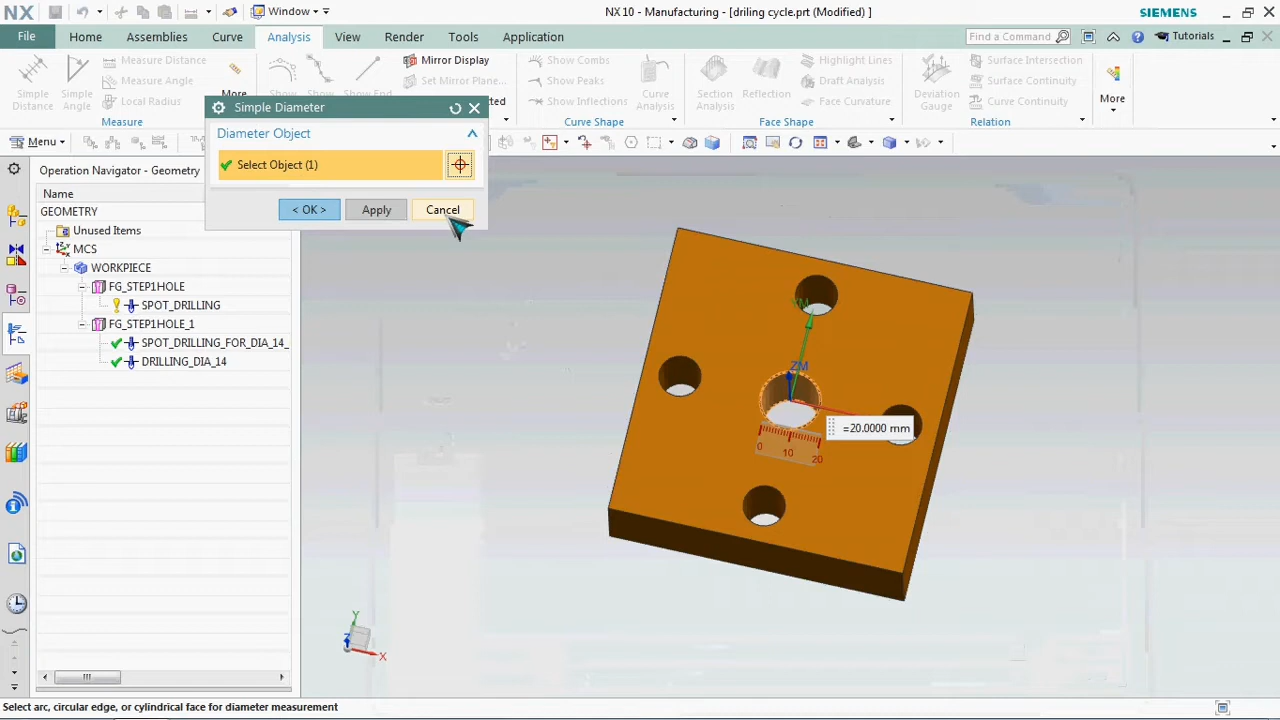 NX
Window
NX 10 - Manufacturing - [driling cycle.prt (Modified) ]
SIEMENS
File
Home
Assemblies
Curve
Analysis
View
Render
Tools
Application
Find a Command
Tutorials
Simple Distance
Simple Angle
Measure Distance
Measure Angle
Local Radius
More
Measure
Mirror Display
Set Mirror Plane...
Show Combs
Show Peaks
Show Inflections
Curve Analysis
Curve Shape
Section Analysis
Highlight Lines
Draft Analysis
Face Curvature
Face Shape
Deviation Gauge
Surface Intersection
Surface Continuity
Curve Continuity
Relation
More
Menu
Simple Diameter
Diameter Object
Select Object (1)
< OK >
Apply
Cancel
Operation Navigator - Geometry
Name
GEOMETRY
Unused Items
MCS
WORKPIECE
FG_STEP1HOLE
SPOT_DRILLING
FG_STEP1HOLE_1
SPOT_DRILLING_FOR_DIA_14_
DRILLING_DIA_14
YM
ZM
=20.0000 mm
0 10 20
Y
Z
X
Select arc, circular edge, or cylindrical face for diameter measurement